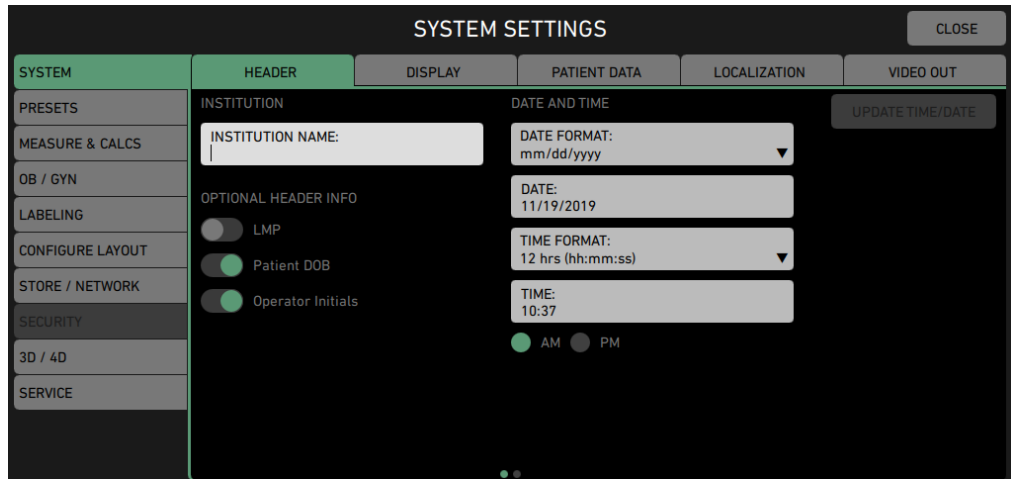 SYSTEM SETTINGS
CLOSE
SYSTEM
PRESETS
MEASURE & CALCS
OB / GYN
LABELING
CONFIGURE LAYOUT
STORE / NETWORK
SECURITY
3D / 4D
SERVICE
HEADER
DISPLAY
PATIENT DATA
LOCALIZATION
VIDEO OUT
INSTITUTION
INSTITUTION NAME:
OPTIONAL HEADER INFO
LMP
Patient DOB
Operator Initials
DATE AND TIME
DATE FORMAT:
mm/dd/yyyy
DATE:
11/19/2019
TIME FORMAT:
12 hrs (hh:mm:ss)
TIME:
10:37
AM PM
UPDATE TIME/DATE